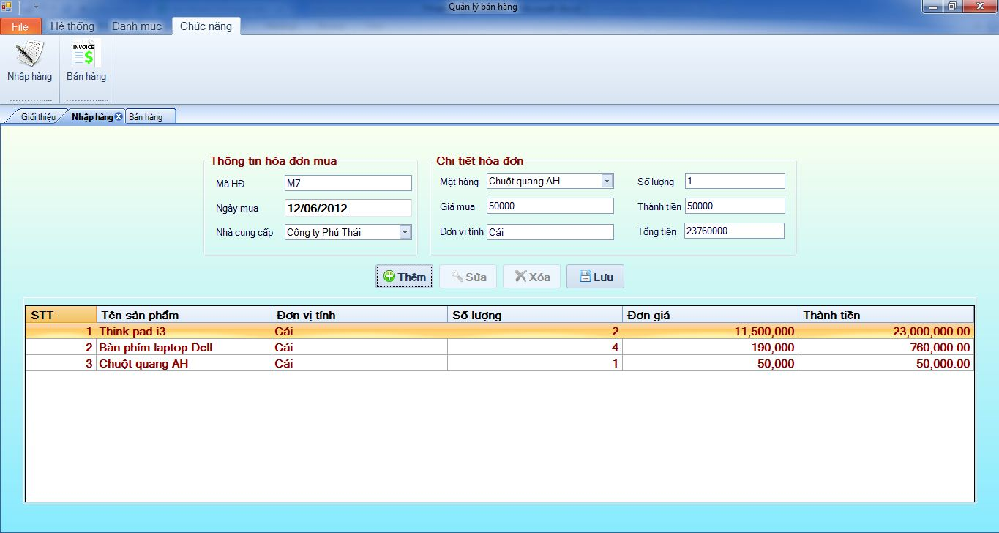 Quản lý bán hàng
File Hệ thống Danh mục Chức năng
INVOICE
$
Nhập hàng Bán hàng
Giới thiệu Nhập hàng Bán hàng
Thông tin hóa đơn mua
Mã HĐ M7
Ngày mua 12/06/2012
Nhà cung cấp Công ty Phú Thái
Chi tiết hóa đơn
Mặt hàng Chuột quang AH Số lượng 1
Giá mua 50000 Thành tiền 50000
Đơn vị tính Cái Tổng tiền 23760000
Thêm Sửa Xóa Lưu
STT Tên sản phẩm Đơn vị tính Số lượng Đơn giá Thành tiền
1 Think pad i3 Cái 2 11,500,000 23,000,000.00
2 Bàn phím laptop Dell Cái 4 190,000 760,000.00
3 Chuột quang AH Cái 1 50,000 50,000.00